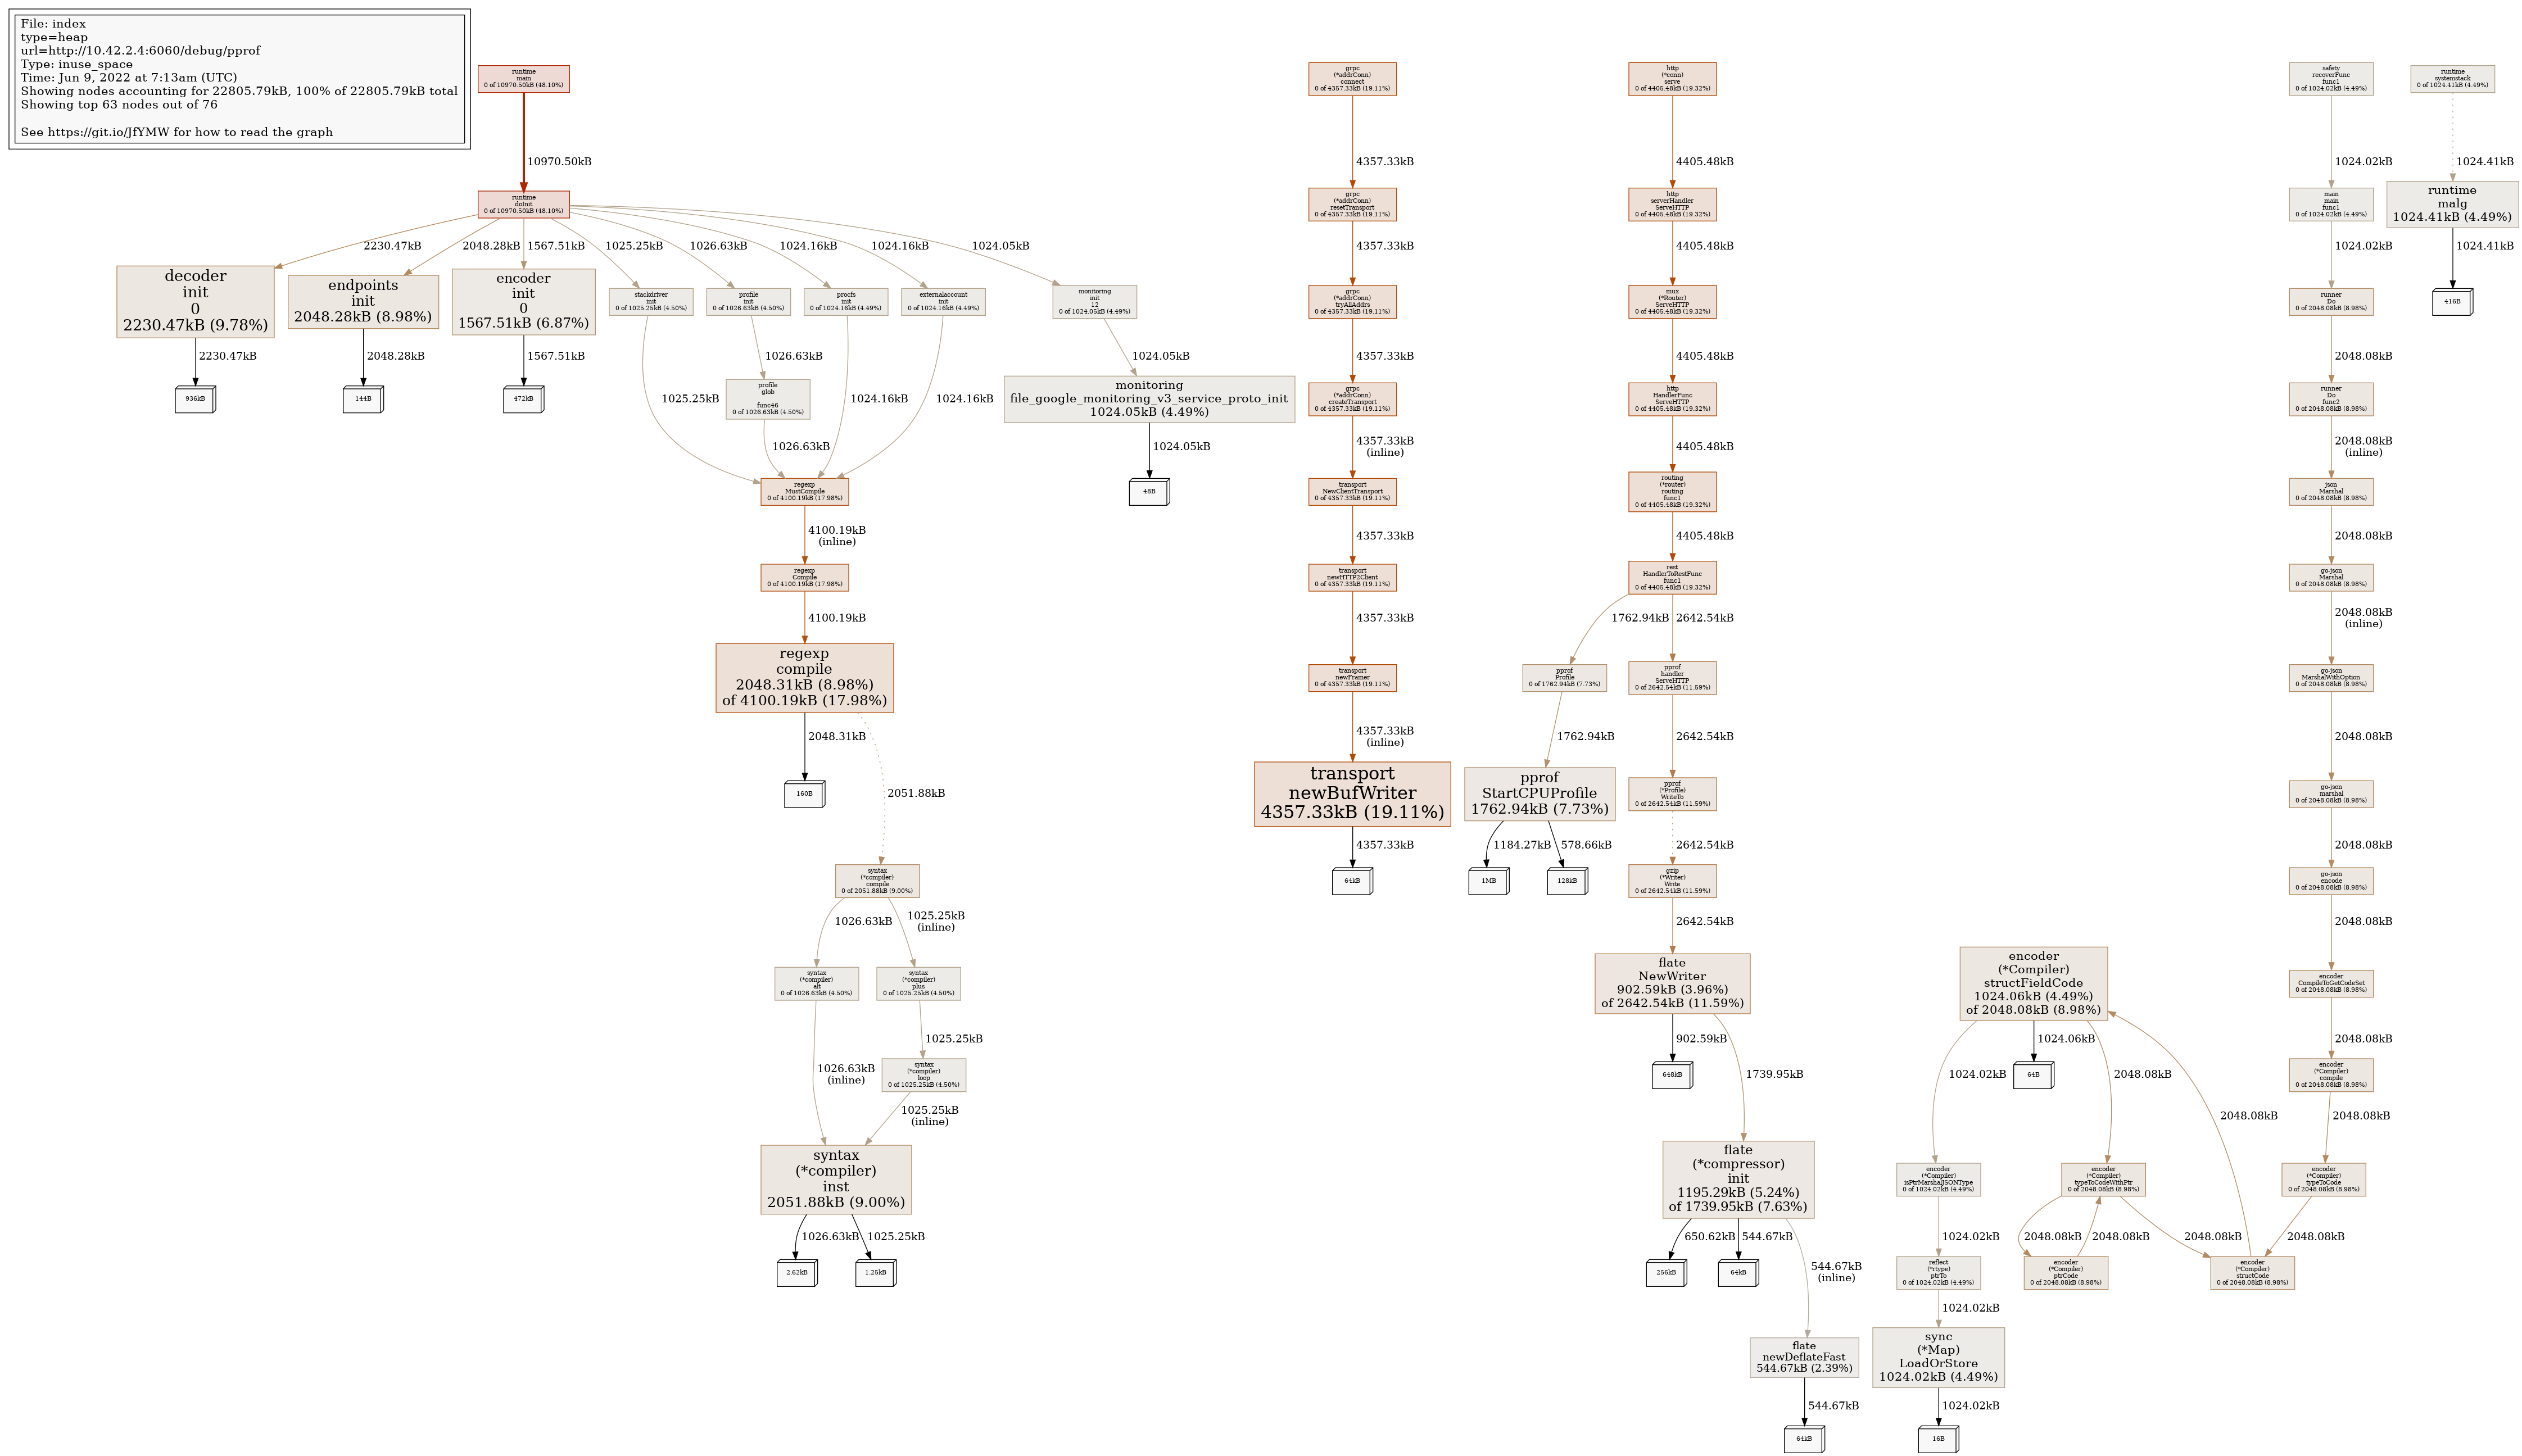 File: index
type=heap
url=http://10.42.2.4:6060/debug/pprof
Type: inuse_space
Time: Jun 9, 2022 at 7:13am (UTC)
Showing nodes accounting for 22805.79kB, 100% of 22805.79kB total
Showing top 63 nodes out of 76
See https://git.io/JfYMW for how to read the graph
runtime
main
0 of 10970.50kB (48.10%)
10970.50kB
runtime
doInit
0 of 10970.50kB (48.10%)
2230.47kB
2048.28kB
1567.51kB
1025.25kB
1026.63kB
1024.16kB
1024.16kB
1024.05kB
decoder
init
0
2230.47kB (9.78%)
2230.47kB
936kB
endpoints
init
2048.28kB (8.98%)
2048.28kB
144B
encoder
init
0
1567.51kB (6.87%)
1567.51kB
472kB
stackdriver
init
0 of 1025.25kB (4.50%)
1025.25kB
profile
init
0 of 1026.63kB (4.50%)
1026.63kB
profile
glob
.
func46
0 of 1026.63kB (4.50%)
1026.63kB
procfs
init
0 of 1024.16kB (4.49%)
1024.16kB
externalaccount
init
0 of 1024.16kB (4.49%)
1024.16kB
monitoring
init
12
0 of 1024.05kB (4.49%)
1024.05kB
monitoring
file_google_monitoring_v3_service_proto_init
1024.05kB (4.49%)
1024.05kB
48B
regexp
MustCompile
0 of 4100.19kB (17.98%)
4100.19kB
(inline)
regexp
Compile
0 of 4100.19kB (17.98%)
4100.19kB
regexp
compile
2048.31kB (8.98%)
of 4100.19kB (17.98%)
2048.31kB
160B
2051.88kB
syntax
(*compiler)
compile
0 of 2051.88kB (9.00%)
1026.63kB
1025.25kB
(inline)
syntax
(*compiler)
alt
0 of 1026.63kB (4.50%)
1026.63kB
(inline)
syntax
(*compiler)
plus
0 of 1025.25kB (4.50%)
1025.25kB
syntax
(*compiler)
loop
0 of 1025.25kB (4.50%)
1025.25kB
(inline)
syntax
(*compiler)
inst
2051.88kB (9.00%)
1026.63kB
1025.25kB
2.62kB
1.25kB
grpc
(*addrConn)
connect
0 of 4357.33kB (19.11%)
4357.33kB
grpc
(*addrConn)
resetTransport
0 of 4357.33kB (19.11%)
4357.33kB
grpc
(*addrConn)
tryAllAddrs
0 of 4357.33kB (19.11%)
4357.33kB
grpc
(*addrConn)
createTransport
0 of 4357.33kB (19.11%)
4357.33kB
(inline)
transport
NewClientTransport
0 of 4357.33kB (19.11%)
4357.33kB
transport
newHTTP2Client
0 of 4357.33kB (19.11%)
4357.33kB
transport
newFramer
0 of 4357.33kB (19.11%)
4357.33kB
(inline)
transport
newBufWriter
4357.33kB (19.11%)
4357.33kB
64kB
http
(*conn)
serve
0 of 4405.48kB (19.32%)
4405.48kB
http
serverHandler
ServeHTTP
0 of 4405.48kB (19.32%)
4405.48kB
mux
(*Router)
ServeHTTP
0 of 4405.48kB (19.32%)
4405.48kB
http
HandlerFunc
ServeHTTP
0 of 4405.48kB (19.32%)
4405.48kB
routing
(*router)
routing
func1
0 of 4405.48kB (19.32%)
4405.48kB
rest
HandlerToRestFunc
func1
0 of 4405.48kB (19.32%)
1762.94kB
2642.54kB
pprof
Profile
0 of 1762.94kB (7.73%)
1762.94kB
pprof
StartCPUProfile
1762.94kB (7.73%)
1184.27kB
578.66kB
1MB
128kB
pprof
handler
ServeHTTP
0 of 2642.54kB (11.59%)
2642.54kB
pprof
(*Profile)
WriteTo
0 of 2642.54kB (11.59%)
2642.54kB
gzip
(*Writer)
Write
0 of 2642.54kB (11.59%)
2642.54kB
flate
NewWriter
902.59kB (3.96%)
of 2642.54kB (11.59%)
902.59kB
648kB
1739.95kB
flate
(*compressor)
init
1195.29kB (5.24%)
of 1739.95kB (7.63%)
650.62kB
544.67kB
544.67kB
(inline)
256kB
64kB
flate
newDeflateFast
544.67kB (2.39%)
544.67kB
64kB
encoder
(*Compiler)
structFieldCode
1024.06kB (4.49%)
of 2048.08kB (8.98%)
1024.02kB
1024.06kB
64B
2048.08kB
2048.08kB
encoder
(*Compiler)
isPtrMarshalJSONType
0 of 1024.02kB (4.49%)
1024.02kB
reflect
(*rtype)
ptrTo
0 of 1024.02kB (4.49%)
1024.02kB
sync
(*Map)
LoadOrStore
1024.02kB (4.49%)
1024.02kB
16B
encoder
(*Compiler)
typeToCodeWithPtr
0 of 2048.08kB (8.98%)
2048.08kB
2048.08kB
2048.08kB
encoder
(*Compiler)
ptrCode
0 of 2048.08kB (8.98%)
encoder
(*Compiler)
structCode
0 of 2048.08kB (8.98%)
safety
recoverFunc
func1
0 of 1024.02kB (4.49%)
1024.02kB
main
main
func1
0 of 1024.02kB (4.49%)
1024.02kB
runner
Do
0 of 2048.08kB (8.98%)
2048.08kB
runner
Do
func2
0 of 2048.08kB (8.98%)
2048.08kB
(inline)
json
Marshal
0 of 2048.08kB (8.98%)
2048.08kB
go-json
Marshal
0 of 2048.08kB (8.98%)
2048.08kB
(inline)
go-json
MarshalWithOption
0 of 2048.08kB (8.98%)
2048.08kB
go-json
marshal
0 of 2048.08kB (8.98%)
2048.08kB
go-json
encode
0 of 2048.08kB (8.98%)
2048.08kB
encoder
CompileToGetCodeSet
0 of 2048.08kB (8.98%)
2048.08kB
encoder
(*Compiler)
compile
0 of 2048.08kB (8.98%)
2048.08kB
encoder
(*Compiler)
typeToCode
0 of 2048.08kB (8.98%)
2048.08kB
runtime
systemstack
0 of 1024.41kB (4.49%)
1024.41kB
runtime
malg
1024.41kB (4.49%)
1024.41kB
416B